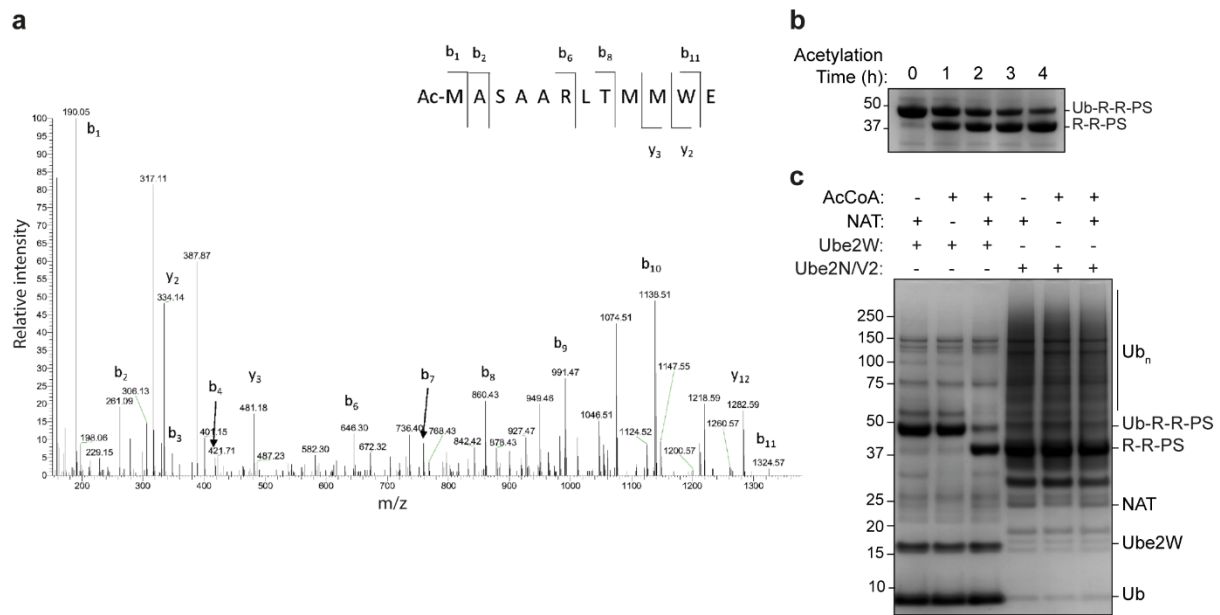 a
b₁ b₂ b₆ b₈ b₁₁
Ac-M A S A A R L T M M W E
y₃ y₂
Relative intensity
100
95
90
85
80
75
70
65
60
55
50
45
40
35
30
25
20
15
10
5
0
190.05
b₁
317.11
387.87
y₂
334.14
b₂
306.13
261.09
b₃
b₄
401.15
421.71
198.06
229.15
y₃
481.18
487.23
582.30
b₆
646.30
672.32
b₇
736.40
768.43
b₈
860.43
842.42
878.43
927.47
949.46
b₉
991.47
1046.51
1074.51
b₁₀
1138.51
1147.55
1124.52
1218.59
1200.57
1260.57
y₁₂
1282.59
b₁₁
1324.57
200 300 400 500 600 700 800 900 1000 1100 1200 1300
m/z
b
Acetylation
Time (h): 0 1 2 3 4
50
37
Ub-R-R-PS
R-R-PS
c
AcCoA: - + + - + +
NAT: + - + + - +
Ube2W: + + + - - -
Ube2N/V2: - - - + + +
250
150
100
75
50
37
25
20
15
10
Ubₙ
Ub-R-R-PS
R-R-PS
NAT
Ube2W
Ub